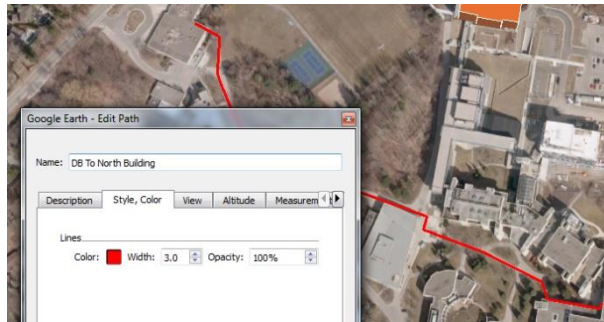 Google Earth - Edit Path
Name: DB To North Building
Description Style, Color View Altitude
Lines
Color: Width: 3.0 Opacity: 100%